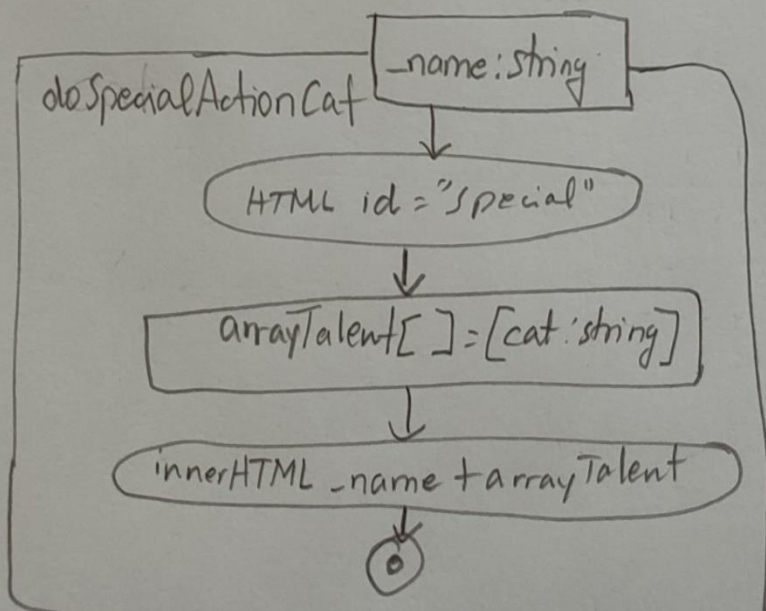 _name:string
doSpecialActionCat
HTML id="special"
arrayTalent[ ]=[cat:string]
innerHTML _name + arrayTalent